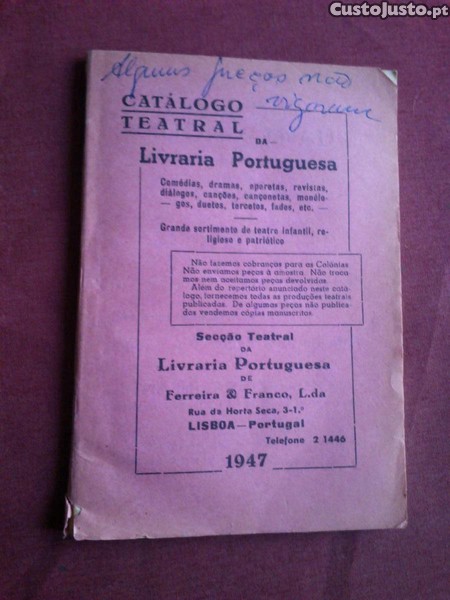 CustoJusto.pt
Alguns preços não
vigoram
CATÁLOGO
TEATRAL
DA
Livraria Portuguesa
Comédias, dramas, operetas, revistas,
diálogos, canções, cançonetas, monólo-
gos, duetos, tercetos, fados, etc. —
Grande sortimento de teatro infantil, re-
ligioso e patriótico
Não fazemos cobranças para as Colónias
Não enviamos peças à amostra. Não troca
mos nem aceitamos peças devolvidas.
Além do repertório anunciado neste catá-
logo, fornecemos todas as produções teatrais
publicadas. De algumas peças não publica-
das vendemos cópias manuscritas.
Secção Teatral
DA
Livraria Portuguesa
DE
Ferreira & Franco, L.da
Rua da Horta Seca, 3-1.º
LISBOA—Portugal
Telefone 2 1446
1947